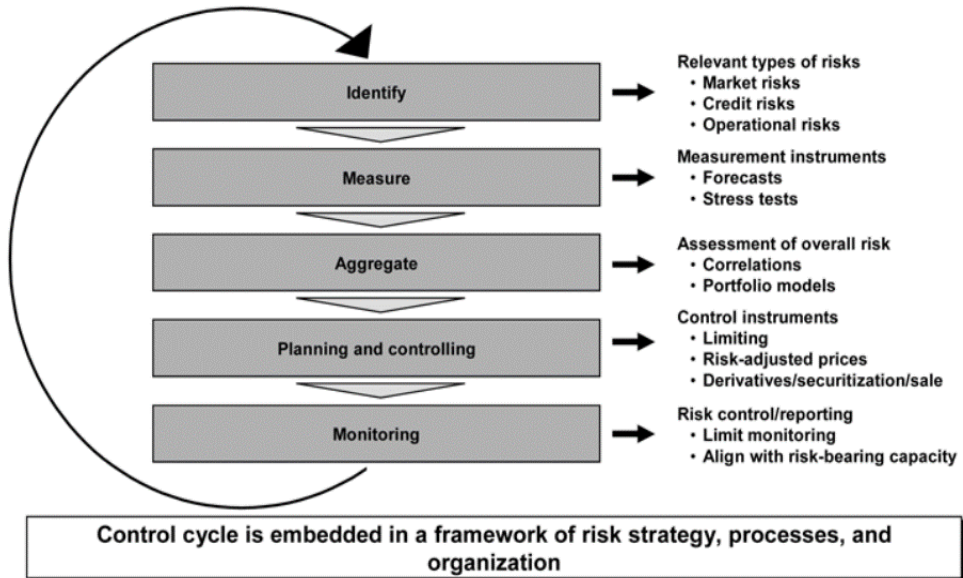 Identify
Relevant types of risks
• Market risks
• Credit risks
• Operational risks
Measure
Measurement instruments
• Forecasts
• Stress tests
Aggregate
Assessment of overall risk
• Correlations
• Portfolio models
Planning and controlling
Control instruments
• Limiting
• Risk-adjusted prices
• Derivatives/securitization/sale
Monitoring
Risk control/reporting
• Limit monitoring
• Align with risk-bearing capacity
Control cycle is embedded in a framework of risk strategy, processes, and
organization